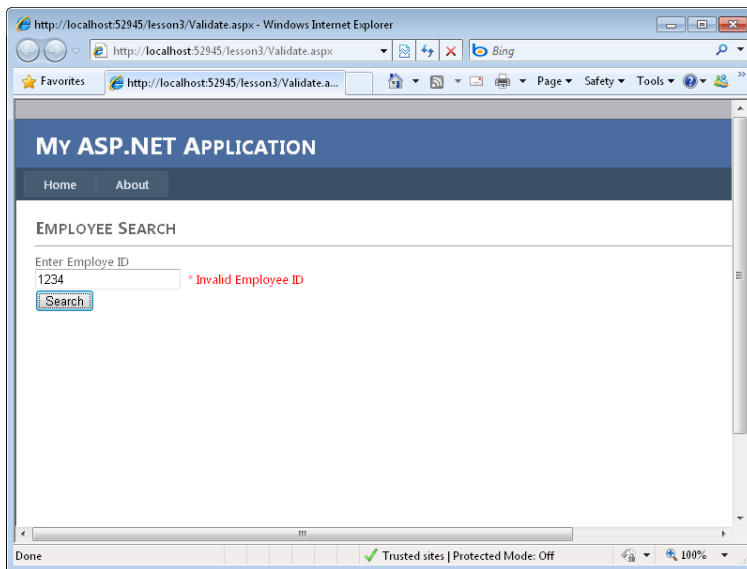 http://localhost:52945/lesson3/Validate.aspx - Windows Internet Explorer
http://localhost:52945/lesson3/Validate.aspx
Bing
Favorites
http://localhost:52945/lesson3/Validate.a...
Page
Safety
Tools
»
MY ASP.NET APPLICATION
Home
About
EMPLOYEE SEARCH
Enter Employe ID
1234
* Invalid Employee ID
Search
Done
Trusted sites | Protected Mode: Off
100%